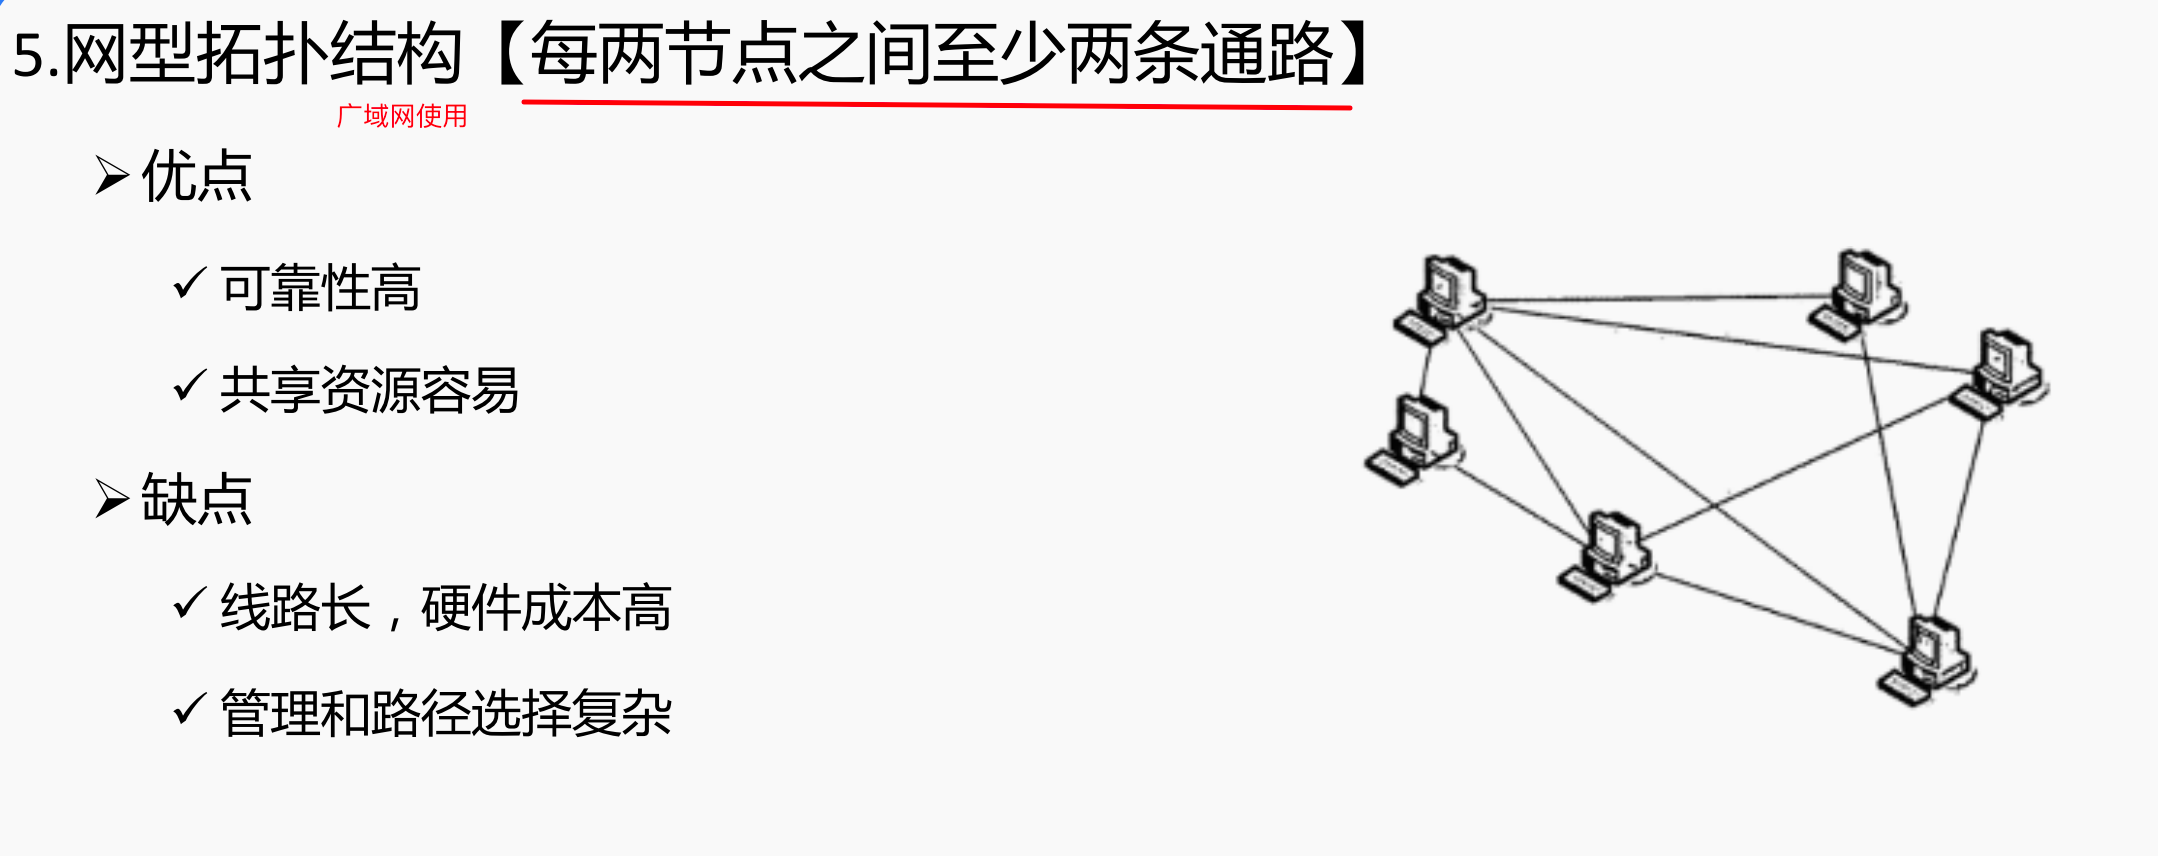 5.网型拓扑结构【每两节点之间至少两条通路】
广域网使用
优点
可靠性高
共享资源容易
缺点
线路长，硬件成本高
管理和路径选择复杂